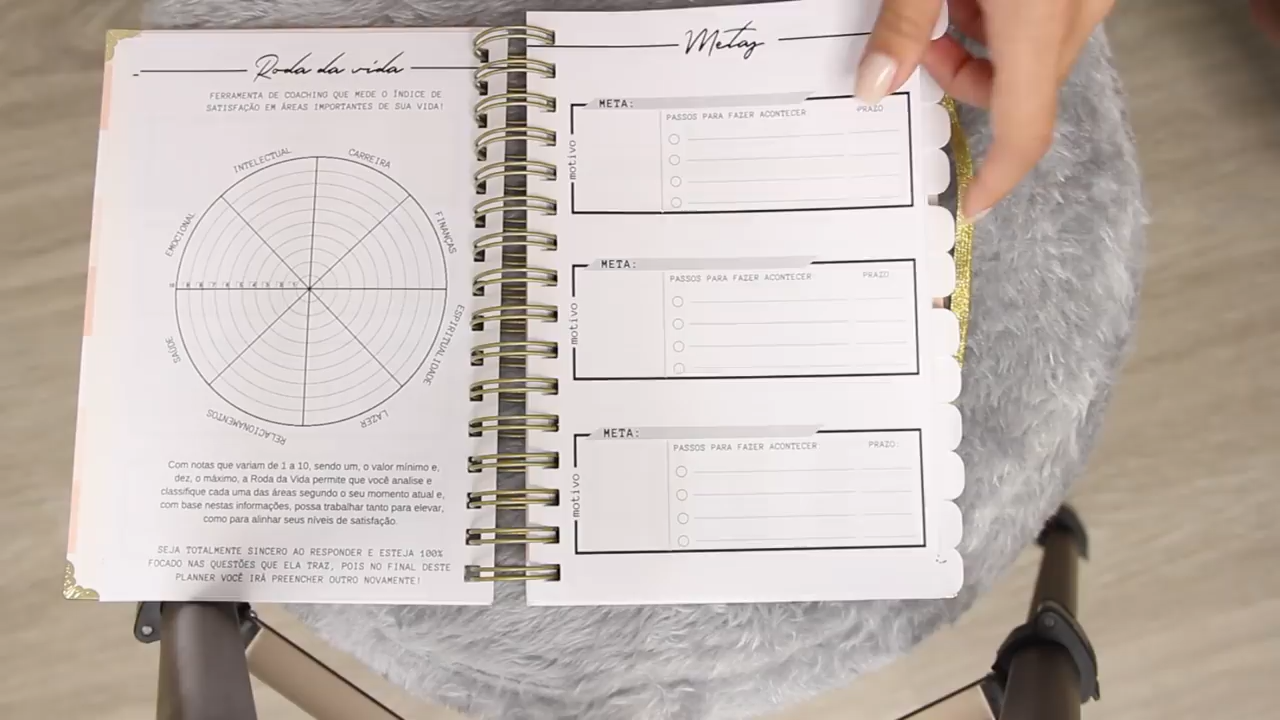 Roda da vida
FERRAMENTA DE COACHING QUE MEDE O ÍNDICE DE
SATISFAÇÃO EM ÁREAS IMPORTANTES DE SUA VIDA!
INTELECTUAL
CARREIRA
EMOCIONAL
FINANÇAS
SAÚDE
ESPIRITUALIDADE
RELACIONAMENTOS
LAZER
Com notas que variam de 1 a 10, sendo um, o valor mínimo e,
dez, o máximo, a Roda da Vida permite que você analise e
classifique cada uma das áreas segundo o seu momento atual e,
com base nestas informações, possa trabalhar tanto para elevar,
como para alinhar seus níveis de satisfação.
SEJA TOTALMENTE SINCERO AO RESPONDER E ESTEJA 100%
FOCADO NAS QUESTÕES QUE ELA TRAZ, POIS NO FINAL DESTE
PLANNER VOCÊ IRÁ PREENCHER OUTRO NOVAMENTE!
Metas
META:
PASSOS PARA FAZER ACONTECER PRAZO
motivo
META:
PASSOS PARA FAZER ACONTECER PRAZO
motivo
META:
PASSOS PARA FAZER ACONTECER PRAZO:
motivo